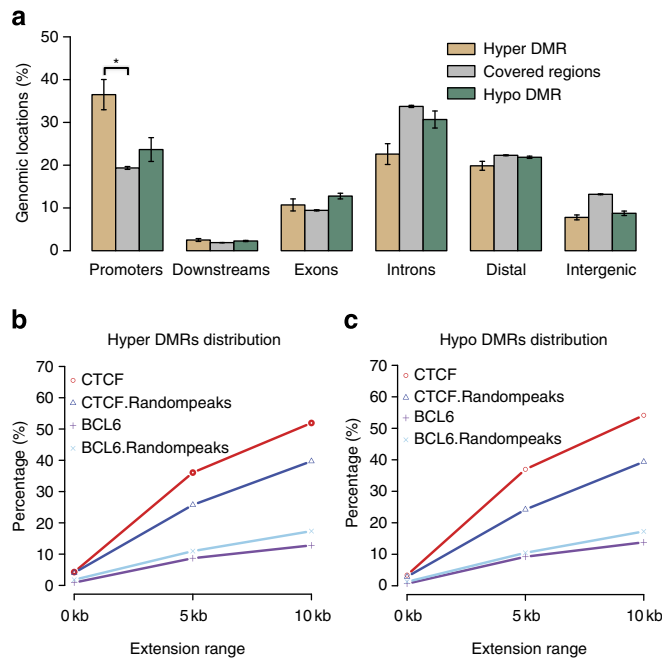 a
50
40
30
20
10
0
Genomic locations (%)
*
Hyper DMR
Covered regions
Hypo DMR
Promoters Downstreams Exons Introns Distal Intergenic
b
Hyper DMRs distribution
70
60
50
40
30
20
10
0
Percentage (%)
CTCF
CTCF.Randompeaks
BCL6
BCL6.Randompeaks
0 kb 5 kb 10 kb
Extension range
c
Hypo DMRs distribution
70
60
50
40
30
20
10
0
Percentage (%)
CTCF
CTCF.Randompeaks
BCL6
BCL6.Randompeaks
0 kb 5 kb 10 kb
Extension range